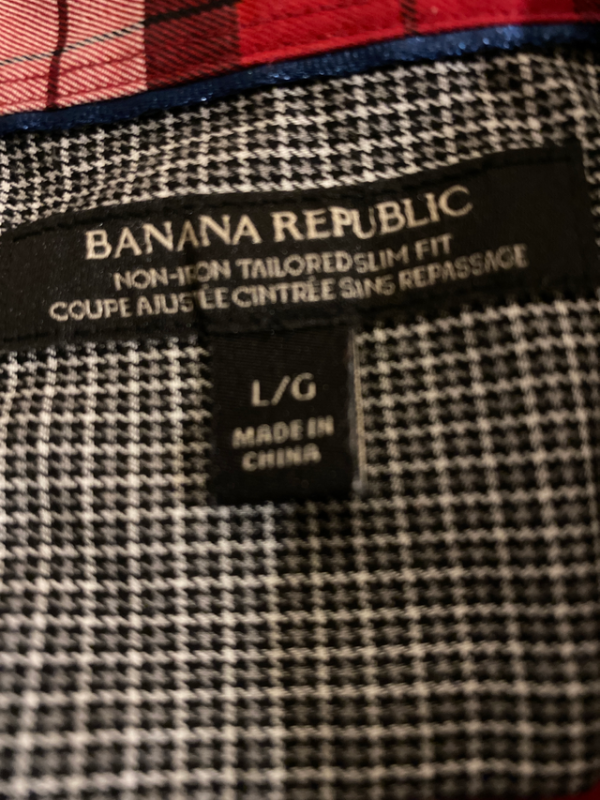 BANANA REPUBLIC
NON-IRON TAILORED SLIM FIT
COUPE AJUSTÉE CINTRÉE SANS REPASSAGE
L/G
MADE IN
CHINA